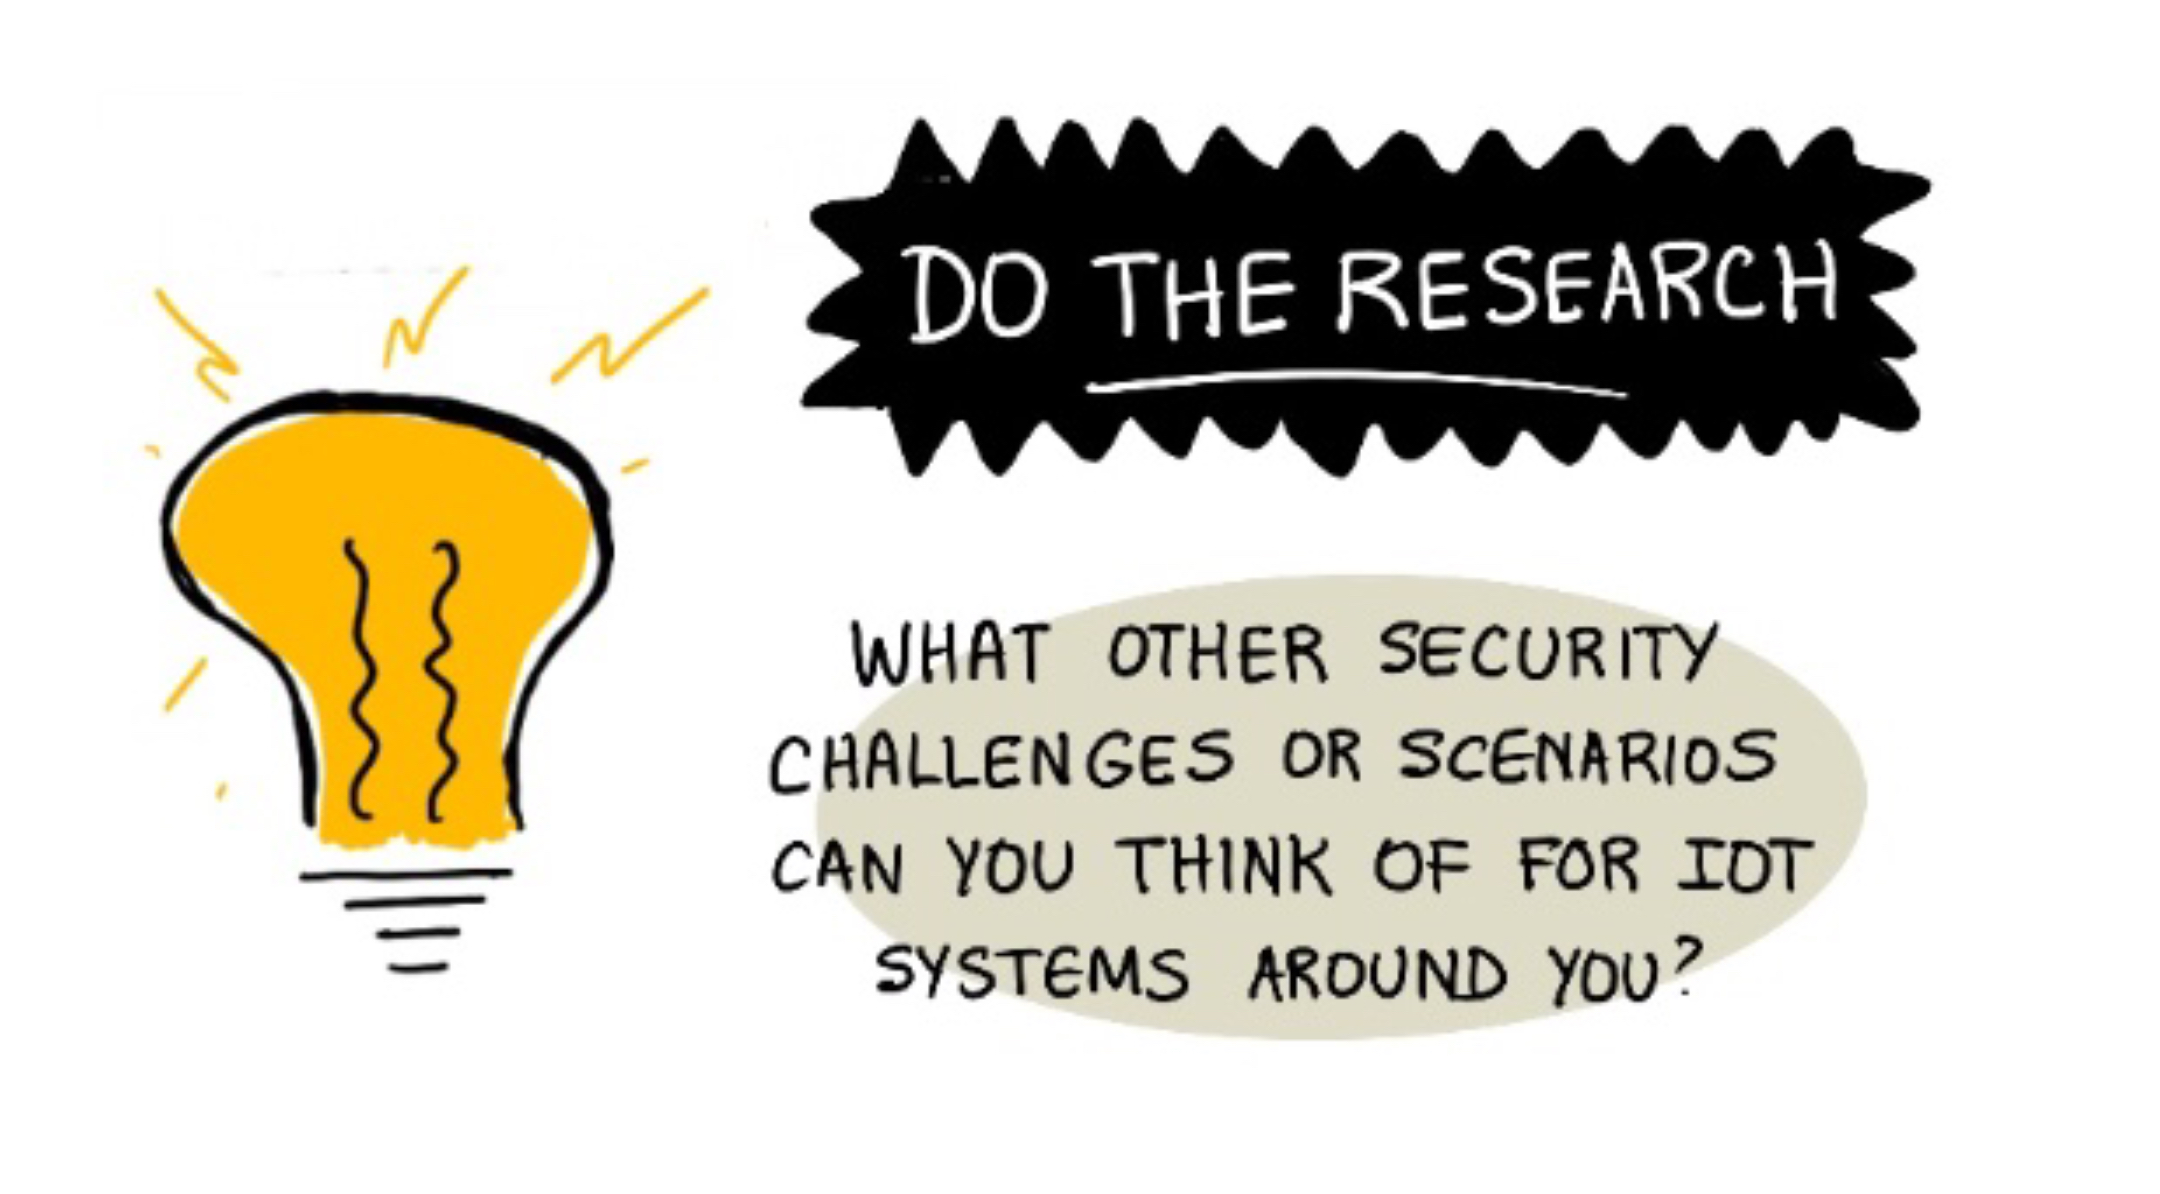 DO THE RESEARCH
WHAT OTHER SECURITY
CHALLENGES OR SCENARIOS
CAN YOU THINK OF FOR IOT
SYSTEMS AROUND YOU?